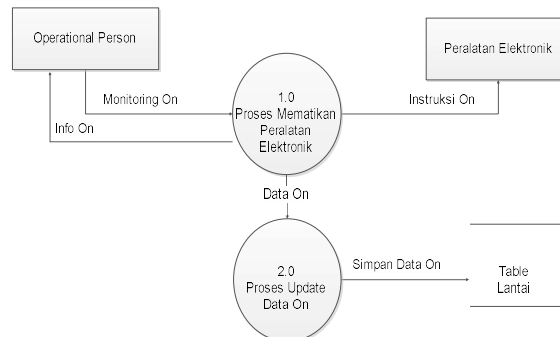 Operational Person
Peralatan Elektronik
Monitoring On
Info On
1.0
Proses Mematikan
Peralatan
Elektronik
Instruksi On
Data On
2.0
Proses Update
Data On
Simpan Data On
Table
Lantai